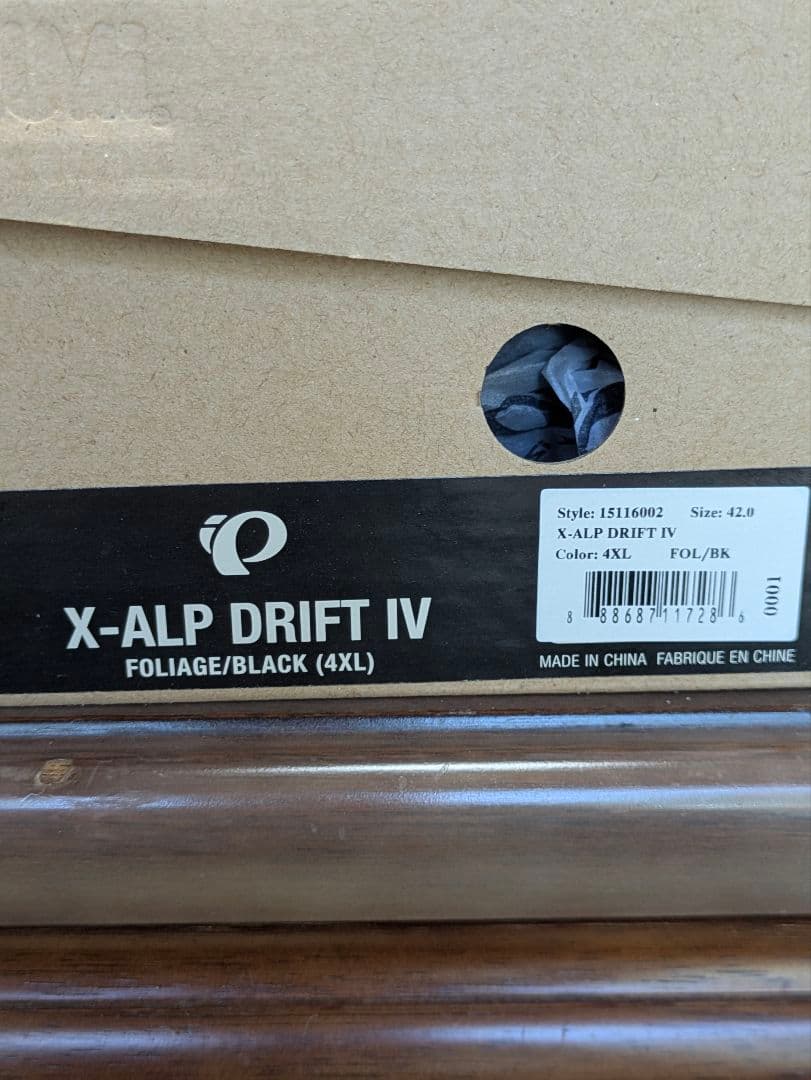 X-ALP DRIFT IV
FOLIAGE/BLACK (4XL)
Style: 15116002 Size: 42.0
X-ALP DRIFT IV
Color: 4XL FOL/BK
8 88687 11728 6
0001
MADE IN CHINA FABRIQUE EN CHINE